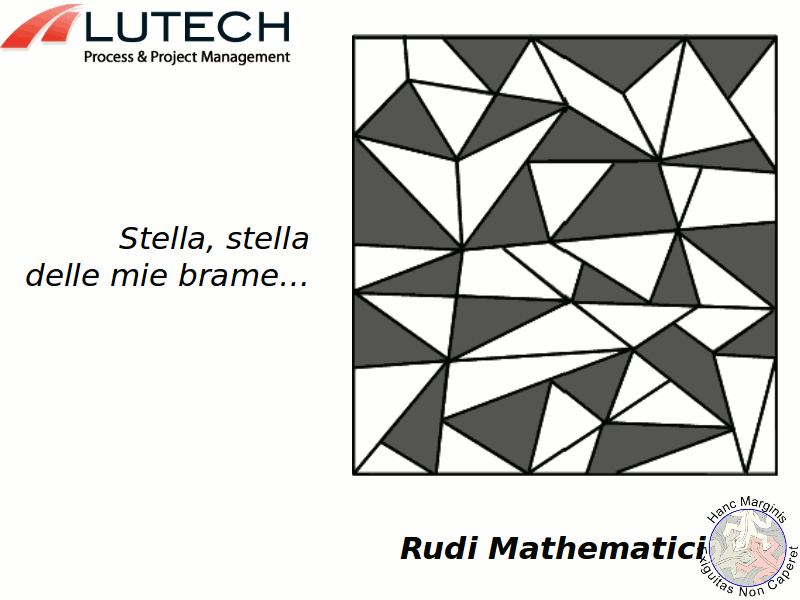 LUTECH
Process & Project Management
Stella, stella
delle mie brame...
Rudi Mathematici
Hanc Marginis
Exiguitas Non Caperet